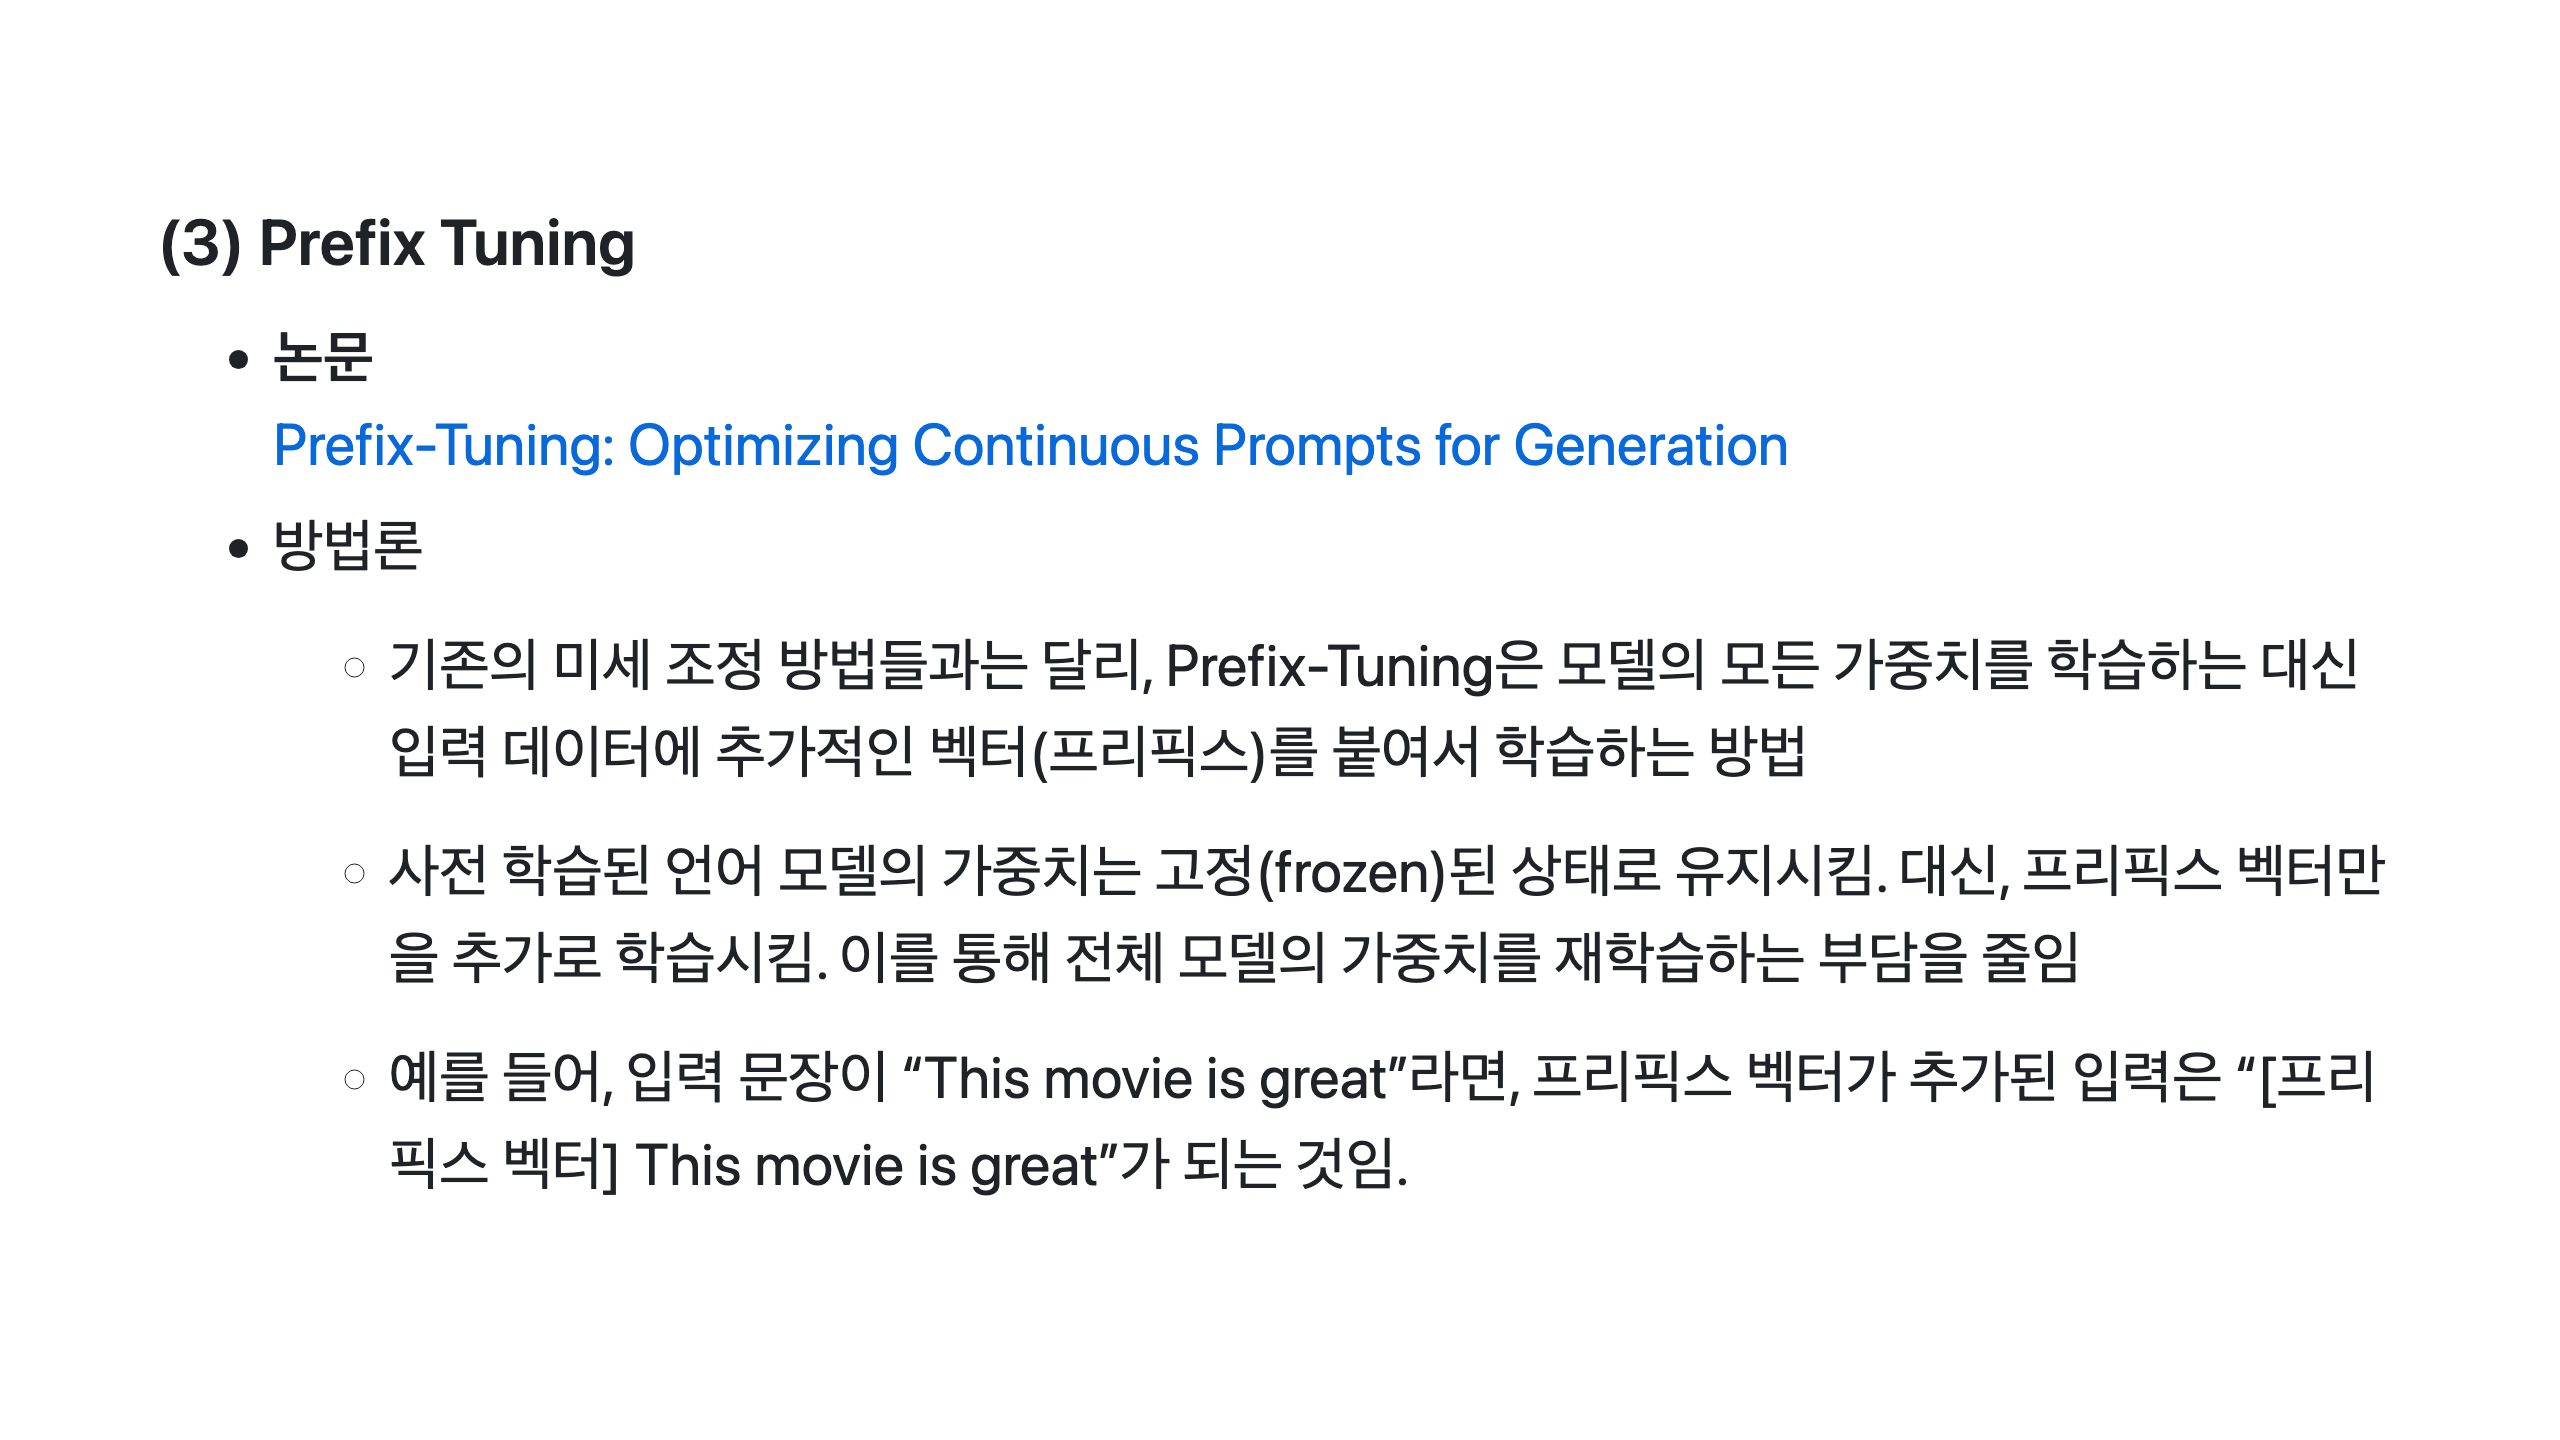 (3) Prefix Tuning
• 논문
Prefix-Tuning: Optimizing Continuous Prompts for Generation
• 방법론
○ 기존의 미세 조정 방법들과는 달리, Prefix-Tuning은 모델의 모든 가중치를 학습하는 대신
입력 데이터에 추가적인 벡터(프리픽스)를 붙여서 학습하는 방법
○ 사전 학습된 언어 모델의 가중치는 고정(frozen)된 상태로 유지시킴. 대신, 프리픽스 벡터만
을 추가로 학습시킴. 이를 통해 전체 모델의 가중치를 재학습하는 부담을 줄임
○ 예를 들어, 입력 문장이 “This movie is great”라면, 프리픽스 벡터가 추가된 입력은 “[프리
픽스 벡터] This movie is great”가 되는 것임.